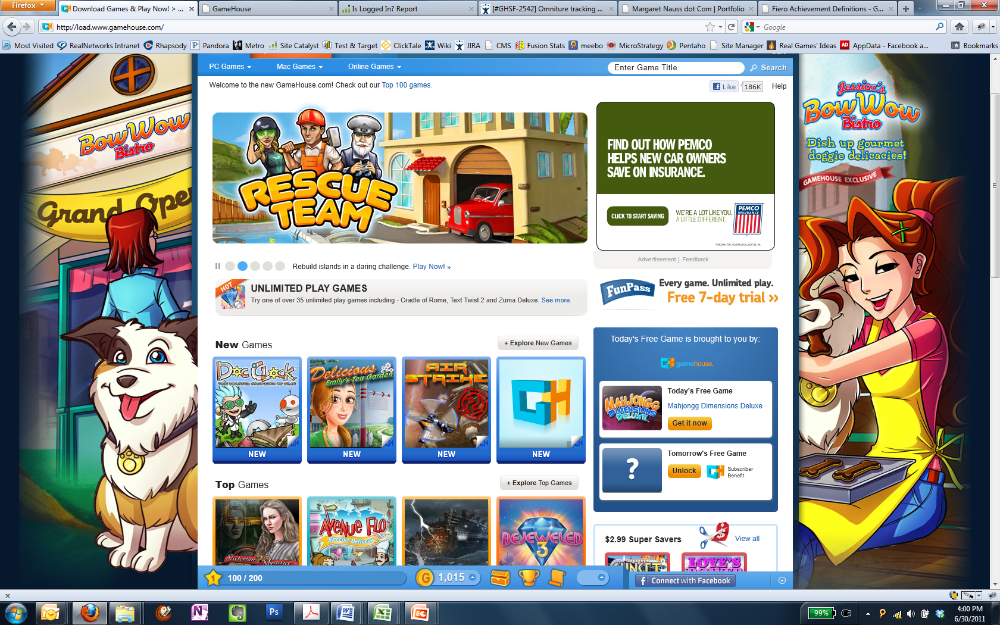 Firefox
Download Games & Play Now! > ...
GameHouse
Is Logged In? Report
[#GHSF-2542] Omniture tracking ...
Margaret Nauss dot Com | Portfolio
Fiero Achievement Definitions - G...
http://load.www.gamehouse.com/
Google
Most Visited
RealNetworks Intranet
Rhapsody
Pandora
Metro
Site Catalyst
Test & Target
ClickTale
Wiki
JIRA
CMS
Fusion Stats
meebo
MicroStrategy
Pentaho
Site Manager
Real Games' Ideas
AppData - Facebook a...
Bookmarks
PC Games
Mac Games
Online Games
Enter Game Title
Search
Welcome to the new GameHouse.com! Check out our Top 100 games.
Like
186K
Help
BowWow
Bistro
Grand Ope
RESCUE
TEAM
FIND OUT HOW PEMCO
HELPS NEW CAR OWNERS
SAVE ON INSURANCE.
CLICK TO START SAVING
WE'RE A LOT LIKE YOU.
A LITTLE DIFFERENT.
PEMCO
INSURANCE
Advertisement | Feedback
Jessica's
BowWow
Bistro
Dish up gourmet
doggie delicacies!
GAMEHOUSE EXCLUSIVE
Rebuild islands in a daring challenge. Play Now! »
HOT
UNLIMITED PLAY GAMES
Try one of over 35 unlimited play games including - Cradle of Rome, Text Twist 2 and Zuma Deluxe. See more.
FunPass
Every game. Unlimited play.
Free 7-day trial ››
New Games
+ Explore New Games
Doc Clock
THE TOASTED SANDWICH OF TIME
Delicious
Emily's Tea Garden
AIR
STRIKE
2
GH
NEW
NEW
NEW
NEW
Today's Free Game is brought to you by:
gamehouse.
MAHJONGG
DIMENSIONS
DELUXE
Today's Free Game
Mahjongg Dimensions Deluxe
Get it now
?
Tomorrow's Free Game
Unlock
Subscriber
Benefit
Top Games
+ Explore Top Games
Victorian Mysteries
AVENUE FLO
Special Delivery
BEJEWELED
3
$2.99 Super Savers
View all
SUNSET
LOVE'S
POWER
1
100 / 200
G
1,015
Connect with Facebook
x
Ps
99%
4:00 PM
6/30/2011